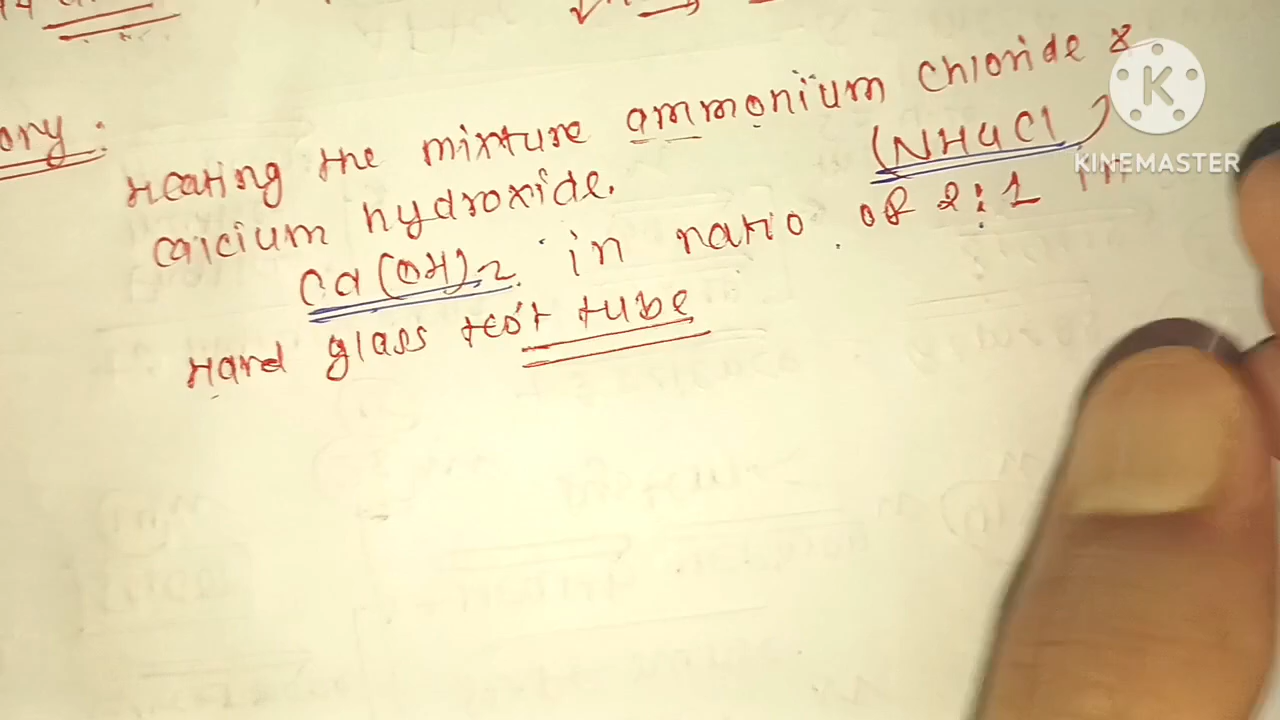 ory:
Heating the mixture ammonium chloride &
(NH4Cl)
calcium hydroxide.
Ca(OH)2 in ratio of 2:1 in
Hard glass test tube
K
KINEMASTER